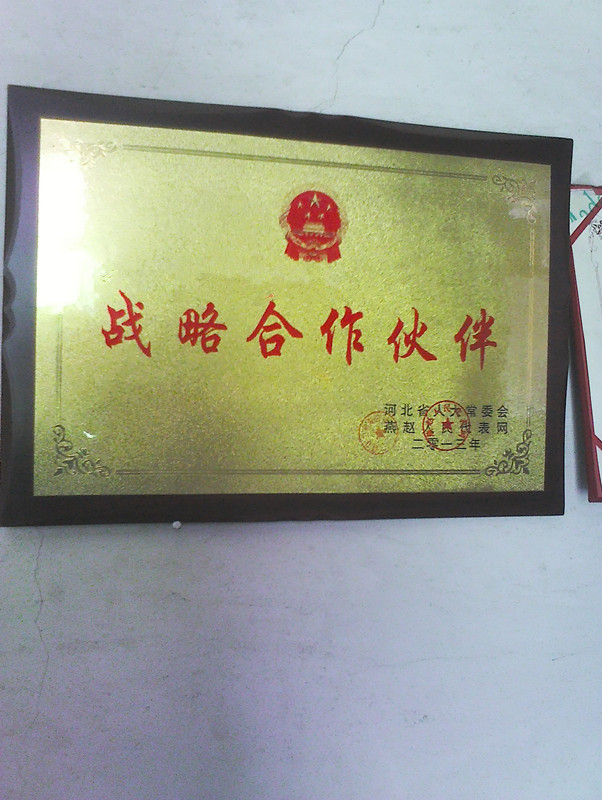 战略合作伙伴
河北省人大常委会
燕赵人民代表网
二零一三年